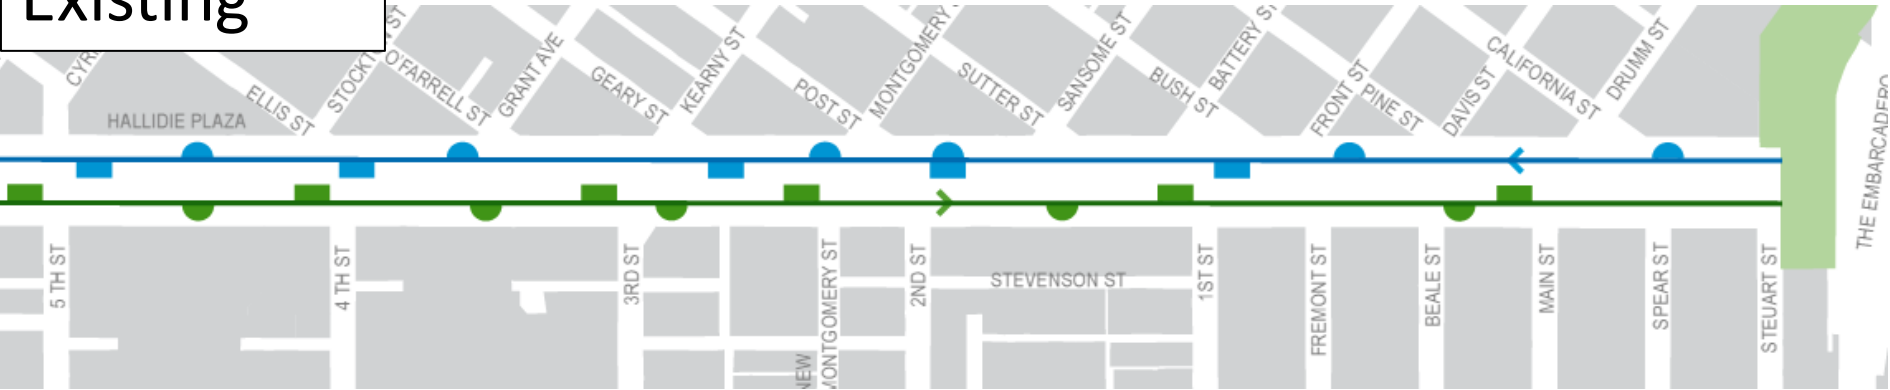 Existing
CYR
STOCKTON ST
O'FARRELL ST
ELLIS ST
HALLIDIE PLAZA
GRANT AVE
GEARY ST
KEARNY ST
POST ST
MONTGOMERY
SUTTER ST
SANSOME ST
BUSH ST
BATTERY ST
FRONT ST
PINE ST
DAVIS ST
CALIFORNIA ST
DRUMM ST
THE EMBARCADERO
5 TH ST
4 TH ST
3RD ST
NEW
MONTGOMERY ST
2ND ST
STEVENSON ST
1ST ST
FREMONT ST
BEALE ST
MAIN ST
SPEAR ST
STEUART ST